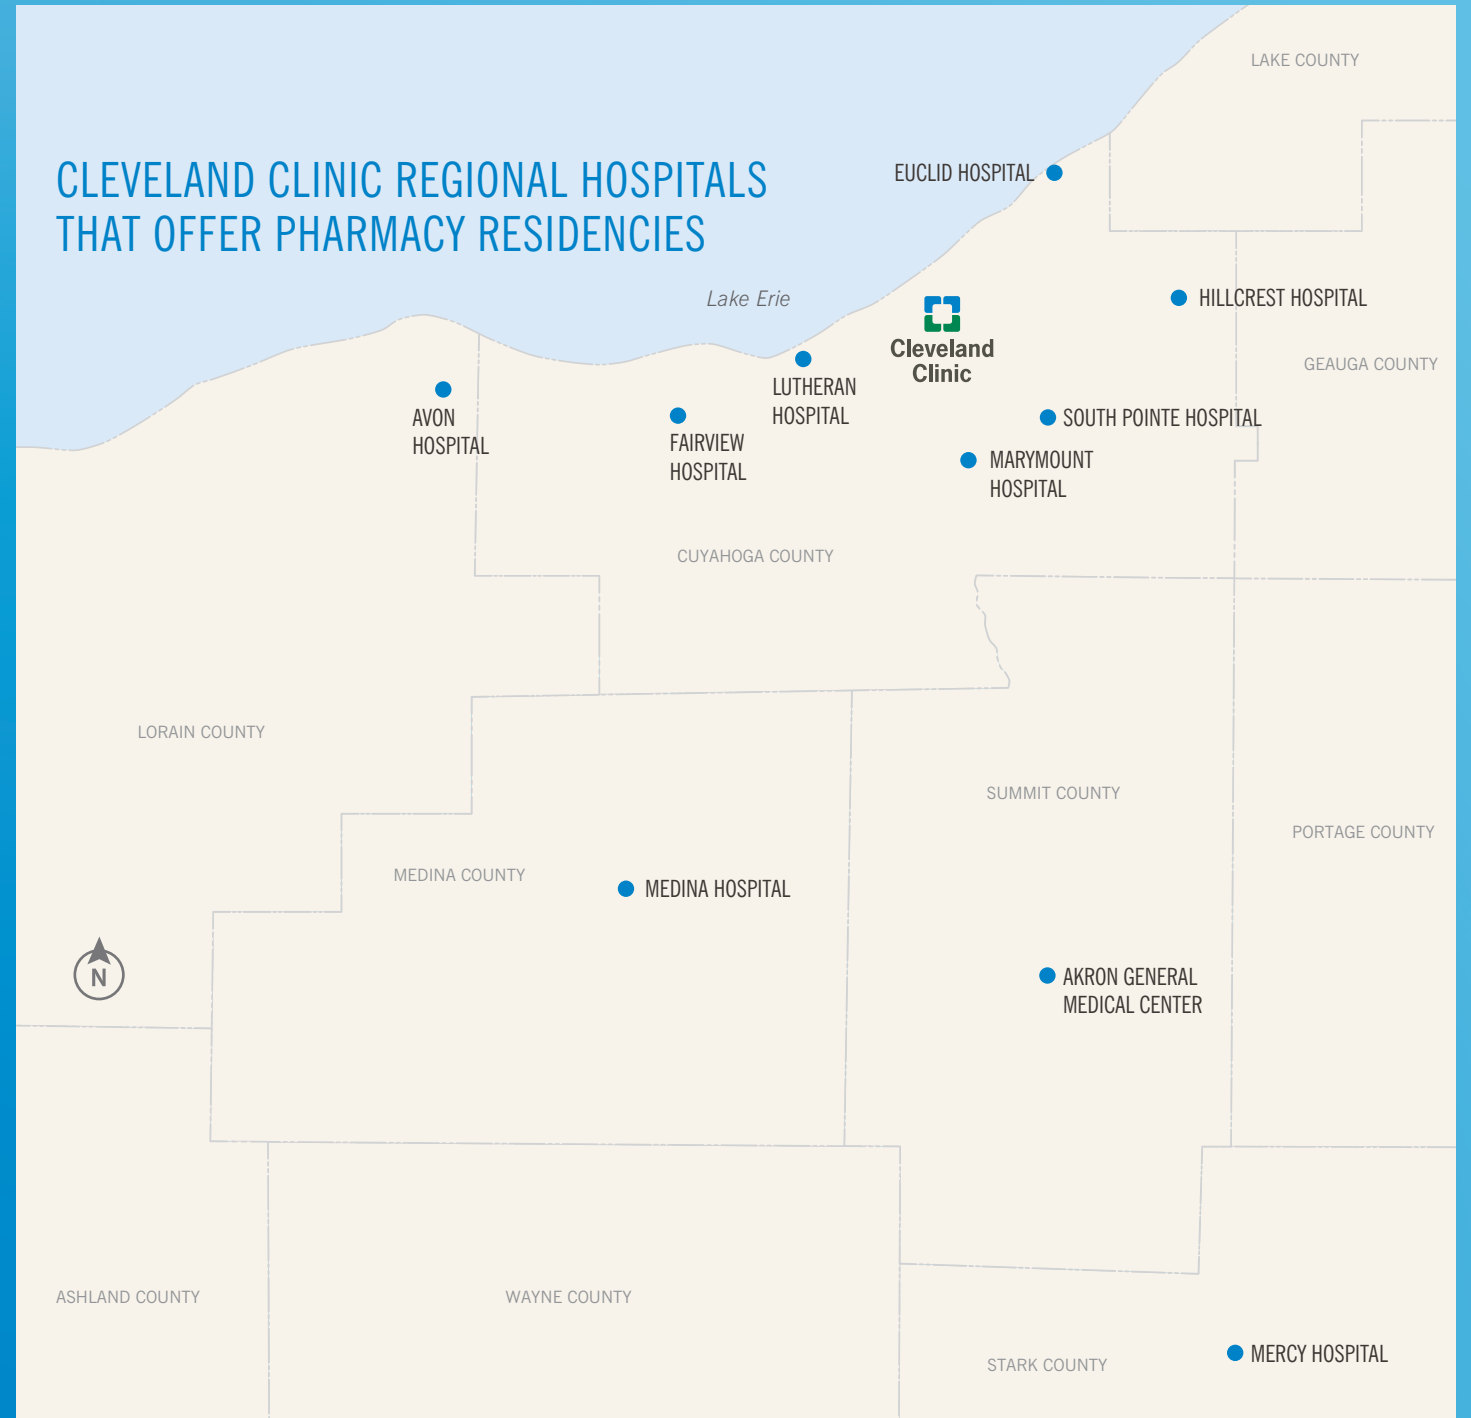 LAKE COUNTY
CLEVELAND CLINIC REGIONAL HOSPITALS
THAT OFFER PHARMACY RESIDENCIES
EUCLID HOSPITAL
Lake Erie
HILLCREST HOSPITAL
Cleveland
Clinic
GEAUGA COUNTY
LUTHERAN
HOSPITAL
AVON
HOSPITAL
FAIRVIEW
HOSPITAL
SOUTH POINTE HOSPITAL
MARYMOUNT
HOSPITAL
CUYAHOGA COUNTY
LORAIN COUNTY
SUMMIT COUNTY
PORTAGE COUNTY
MEDINA COUNTY
MEDINA HOSPITAL
N
AKRON GENERAL
MEDICAL CENTER
ASHLAND COUNTY
WAYNE COUNTY
STARK COUNTY
MERCY HOSPITAL